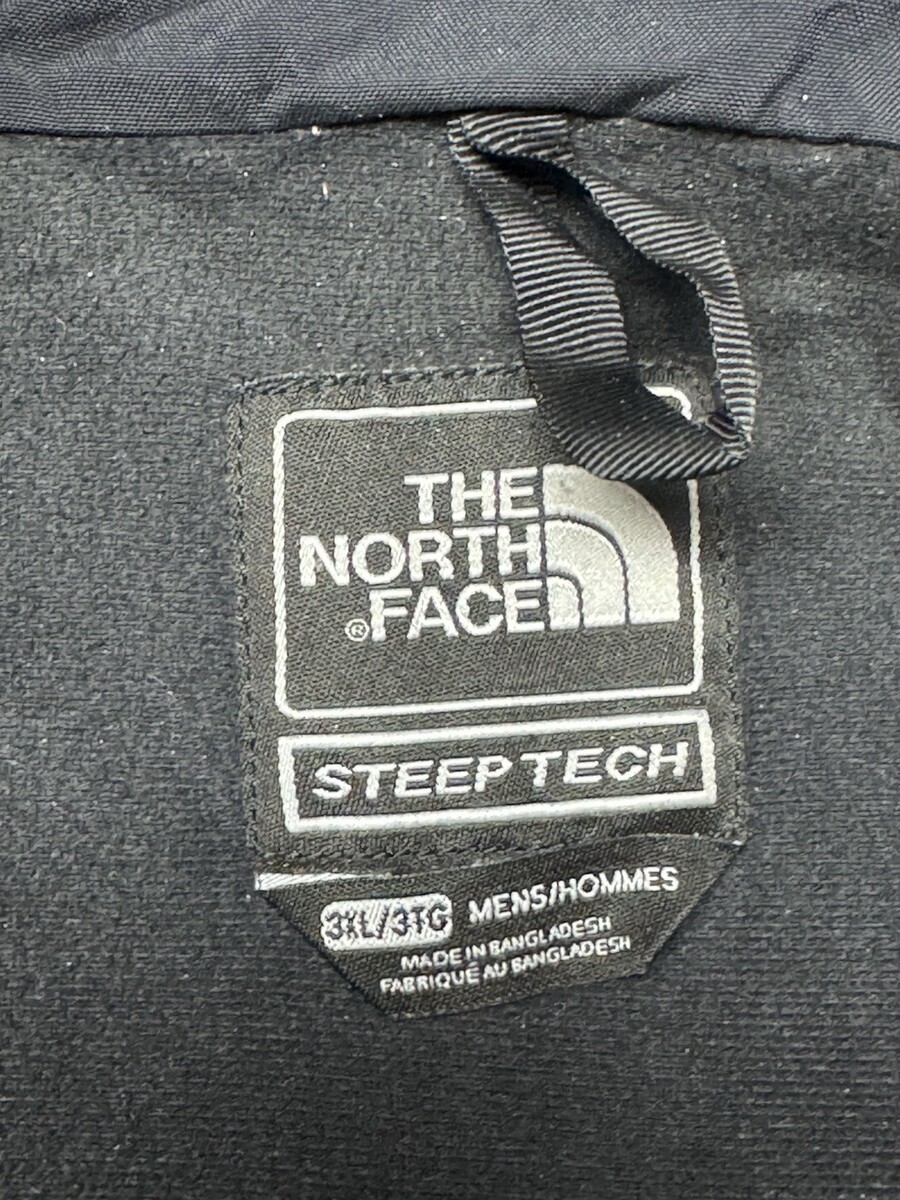 THE
NORTH
®FACE
STEEP TECH
3XL/3TG MENS/HOMMES
MADE IN BANGLADESH
FABRIQUÉ AU BANGLADESH